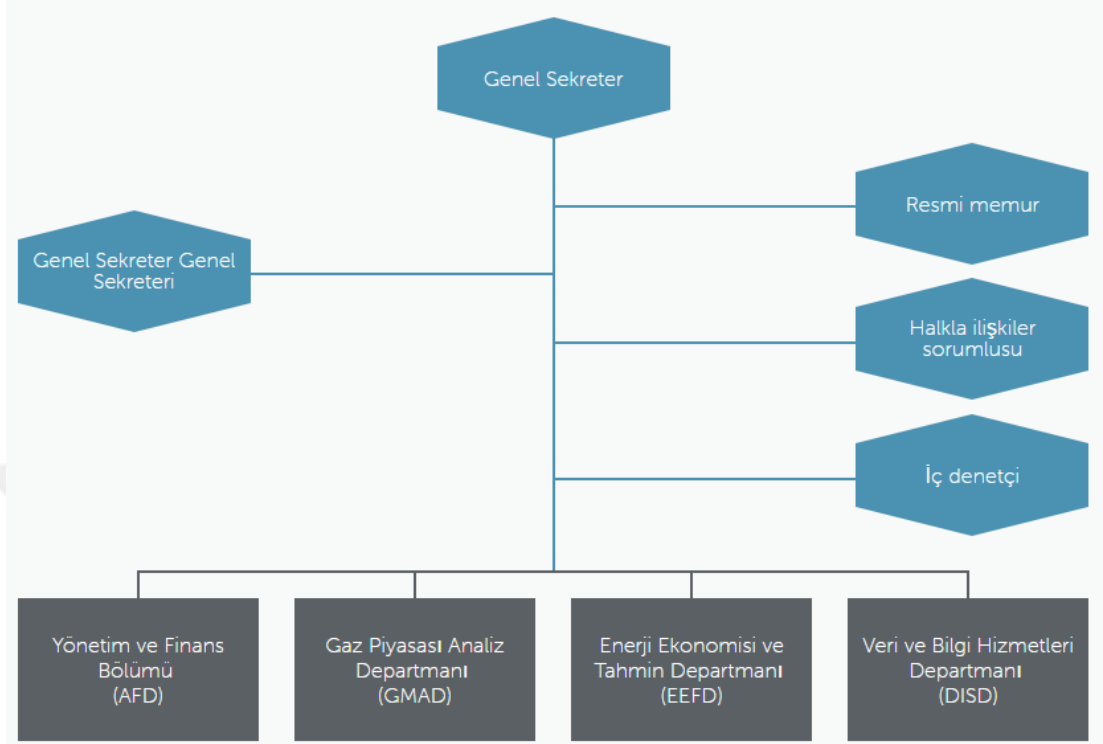 Genel Sekreter
Resmi memur
Genel Sekreter Genel
Sekreteri
Halkla ilişkiler
sorumlusu
İç denetçi
Yönetim ve Finans
Bölümü
(AFD)
Gaz Piyasası Analiz
Departmanı
(GMAD)
Enerji Ekonomisi ve
Tahmin Departmanı
(EEFD)
Veri ve Bilgi Hizmetleri
Departmanı
(DISD)